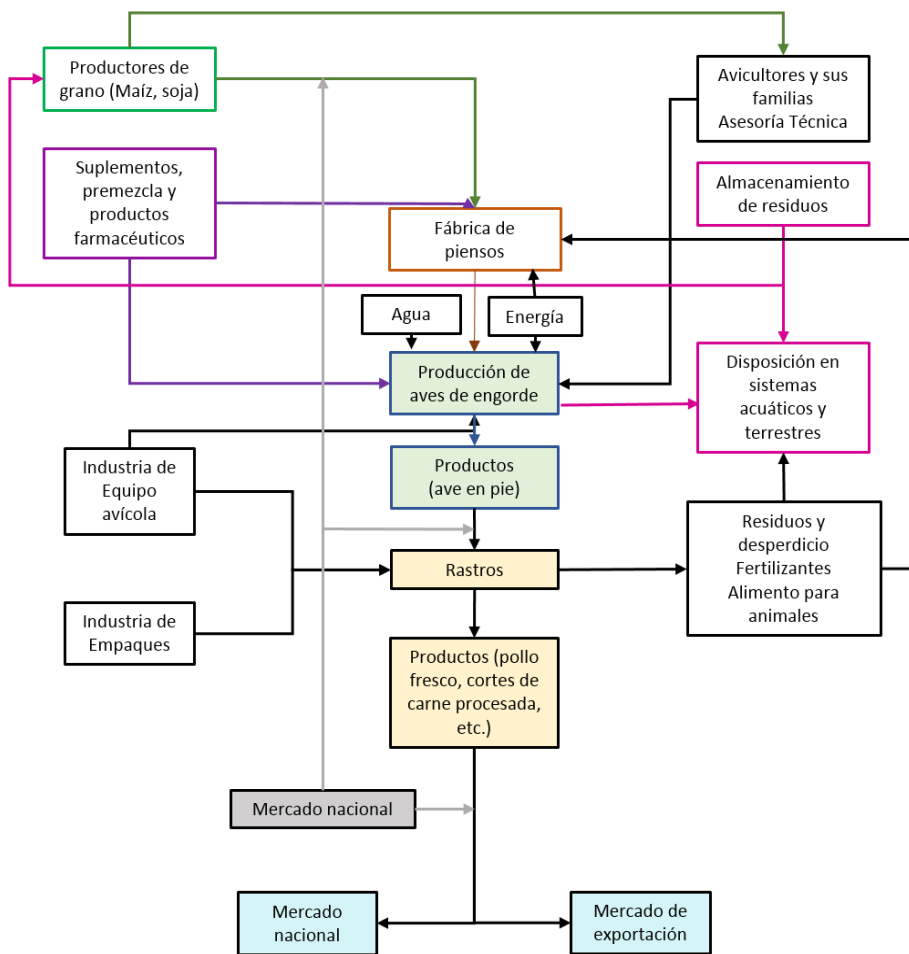 Productores de
grano (Maíz, soja)
Avicultores y sus
familias
Asesoría Técnica
Suplementos,
premezcla y
productos
farmacéuticos
Almacenamiento
de residuos
Fábrica de
piensos
Agua
Energía
Producción de
aves de engorde
Disposición en
sistemas
acuáticos y
terrestres
Industria de
Equipo
avícola
Productos
(ave en pie)
Residuos y
desperdicio
Fertilizantes
Alimento para
animales
Rastros
Industria de
Empaques
Productos (pollo
fresco, cortes de
carne procesada,
etc.)
Mercado nacional
Mercado
nacional
Mercado de
exportación